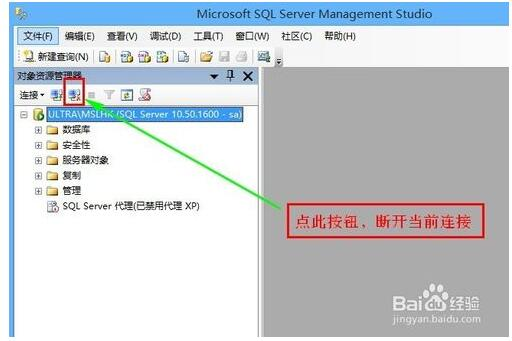 Microsoft SQL Server Management Studio
文件(F) 编辑(E) 查看(V) 调试(D) 工具(T) 窗口(W) 社区(C) 帮助(H)
新建查询(N)
对象资源管理器
连接
ULTRA\MSLHK (SQL Server 10.50.1600 - sa)
数据库
安全性
服务器对象
复制
管理
SQL Server 代理(已禁用代理 XP)
点此按钮，断开当前连接
Baidu经验
jingyan.baidu.com